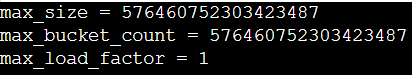 max_size = 576460752303423487
max_bucket_count = 576460752303423487
max_load_factor = 1